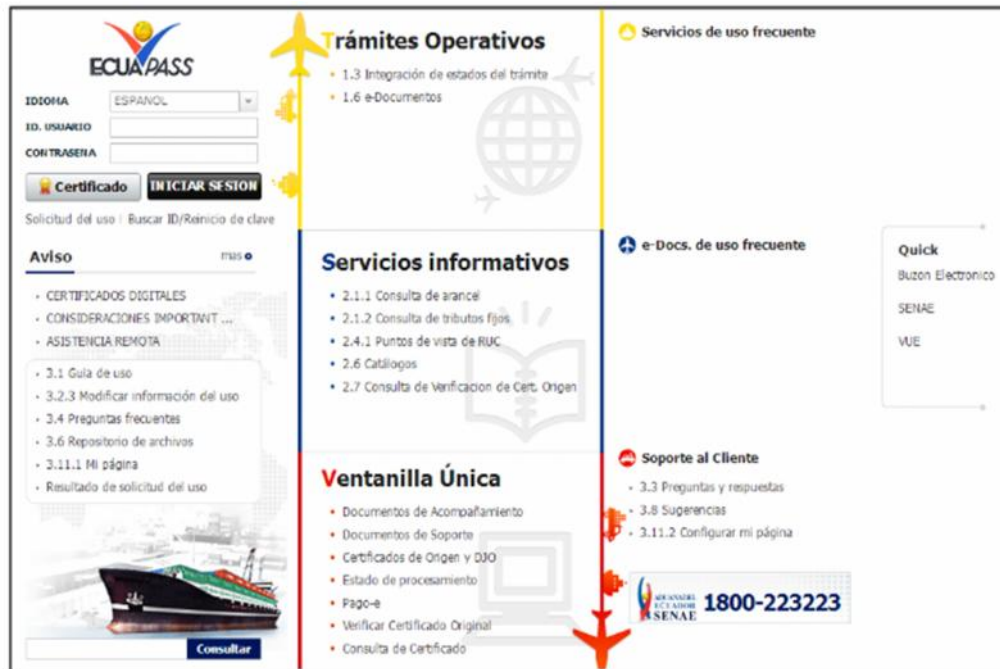 ECUAPASS
IDIOMA ESPAÑOL
ID. USUARIO
CONTRASEÑA
Certificado INICIAR SESION
Solicitud del uso | Buscar ID/Reinicio de clave
Aviso mas
CERTIFICADOS DIGITALES
CONSIDERACIONES IMPORTANT ...
ASISTENCIA REMOTA
3.1 Guia de uso
3.2.3 Modificar información del uso
3.4 Preguntas frecuentes
3.6 Repositorio de archivos
3.11.1 Mi página
Resultado de solicitud del uso
Consultar
Trámites Operativos
1.3 Integración de estados del trámite
1.6 e-Documentos
Servicios informativos
2.1.1 Consulta de arancel
2.1.2 Consulta de tributos fijos
2.4.1 Puntos de vista de RUC
2.6 Catálogos
2.7 Consulta de Verificacion de Cert. Origen
Ventanilla Única
Documentos de Acompañamiento
Documentos de Soporte
Certificados de Origen y DJO
Estado de procesamiento
Pago-e
Verificar Certificado Original
Consulta de Certificado
Servicios de uso frecuente
e-Docs. de uso frecuente
Soporte al Cliente
3.3 Preguntas y respuestas
3.8 Sugerencias
3.11.2 Configurar mi página
ADUANA DEL
ECUADOR
SENAE
1800-223223
Quick
Buzon Electronico
SENAE
VUE